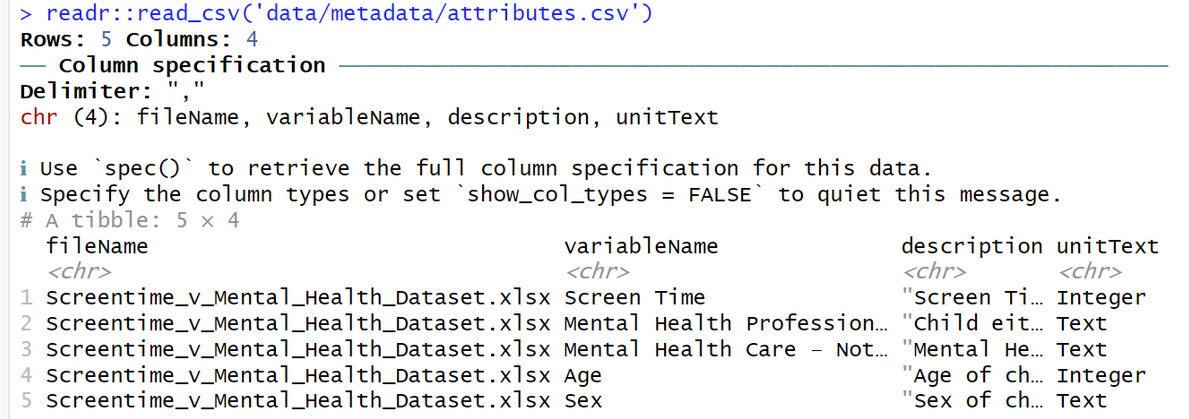 > readr::read_csv('data/metadata/attributes.csv')
Rows: 5 Columns: 4
── Column specification ──────────────────────────────
Delimiter: ","
chr (4): fileName, variableName, description, unitText
ℹ Use `spec()` to retrieve the full column specification for this data.
ℹ Specify the column types or set `show_col_types = FALSE` to quiet this message.
# A tibble: 5 × 4
fileName variableName description unitText
<chr> <chr> <chr> <chr>
1 Screentime_v_Mental_Health_Dataset.xlsx Screen Time "Screen Ti… Integer
2 Screentime_v_Mental_Health_Dataset.xlsx Mental Health Profession… "Child eit… Text
3 Screentime_v_Mental_Health_Dataset.xlsx Mental Health Care – Not… "Mental He… Text
4 Screentime_v_Mental_Health_Dataset.xlsx Age "Age of ch… Integer
5 Screentime_v_Mental_Health_Dataset.xlsx Sex "Sex of ch… Text